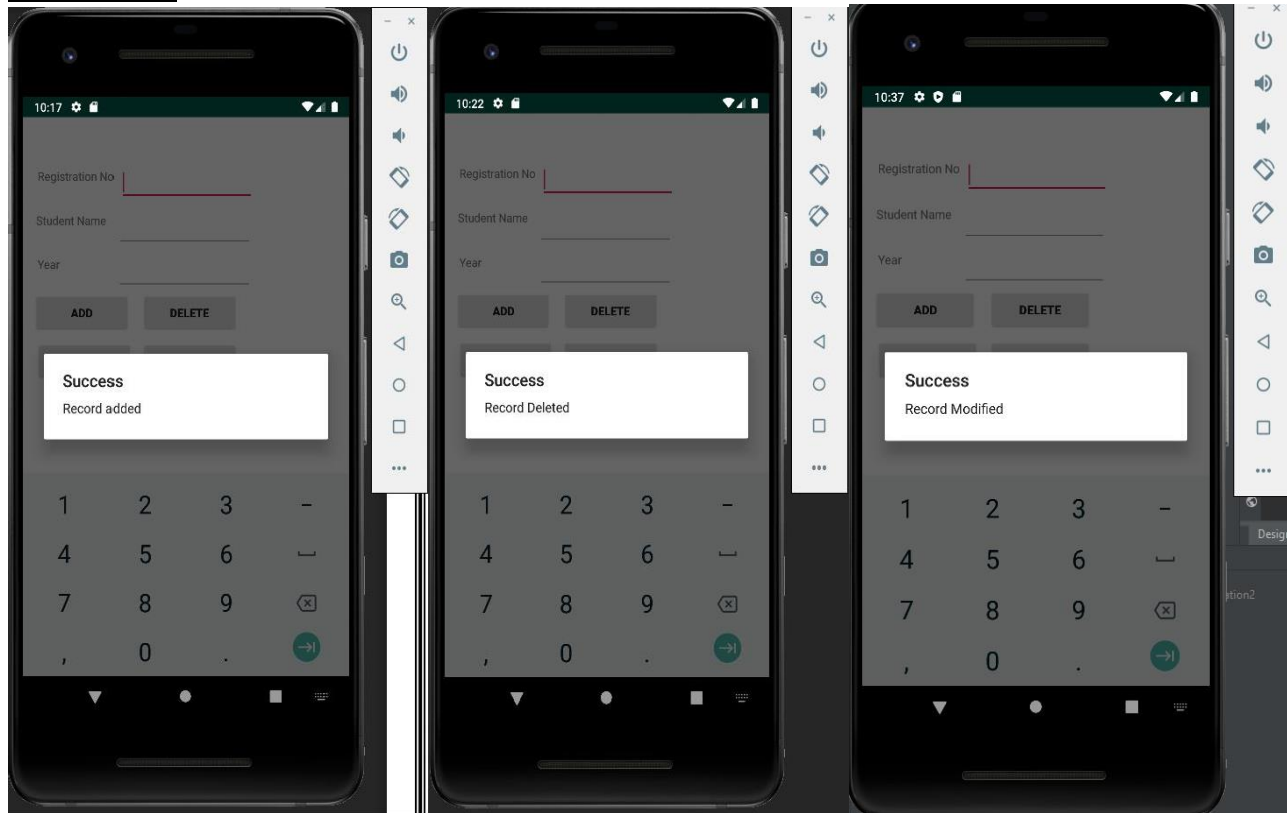 10:17
Registration No
Student Name
Year
ADD DELETE
Success
Record added
1 2 3 -
4 5 6
7 8 9
, 0 .
10:22
Registration No
Student Name
Year
ADD DELETE
Success
Record Deleted
1 2 3 -
4 5 6
7 8 9
, 0 .
10:37
Registration No
Student Name
Year
ADD DELETE
Success
Record Modified
1 2 3 -
4 5 6
7 8 9
, 0 .
Desig
ation2